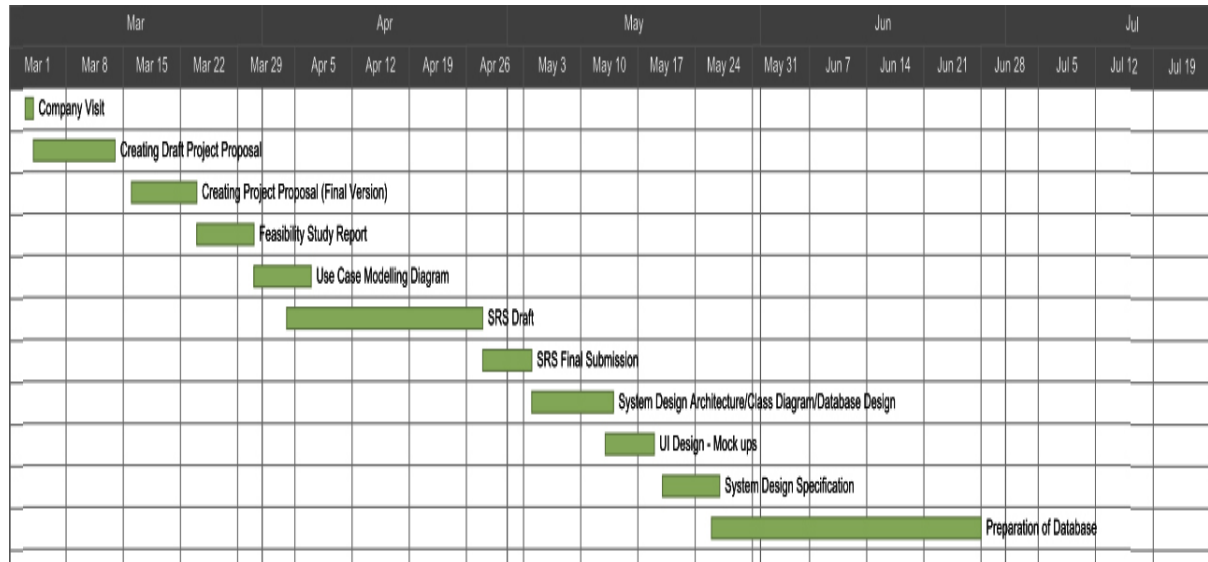 Mar Apr May Jun Jul
Mar 1 Mar 8 Mar 15 Mar 22 Mar 29 Apr 5 Apr 12 Apr 19 Apr 26 May 3 May 10 May 17 May 24 May 31 Jun 7 Jun 14 Jun 21 Jun 28 Jul 5 Jul 12 Jul 19
Company Visit
Creating Draft Project Proposal
Creating Project Proposal (Final Version)
Feasibility Study Report
Use Case Modelling Diagram
SRS Draft
SRS Final Submission
System Design Architecture/Class Diagram/Database Design
UI Design - Mock ups
System Design Specification
Preparation of Database